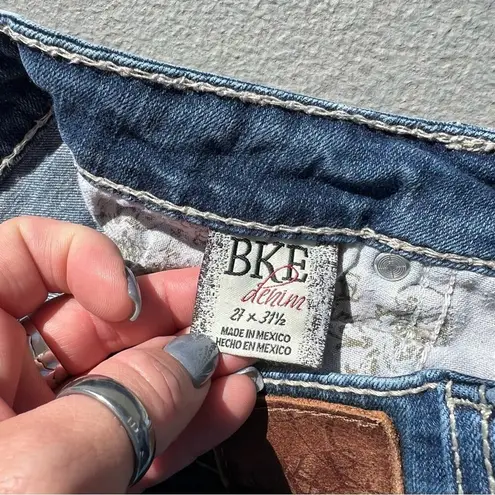 BKE
denim
27 x 31½
MADE IN MEXICO
HECHO EN MEXICO